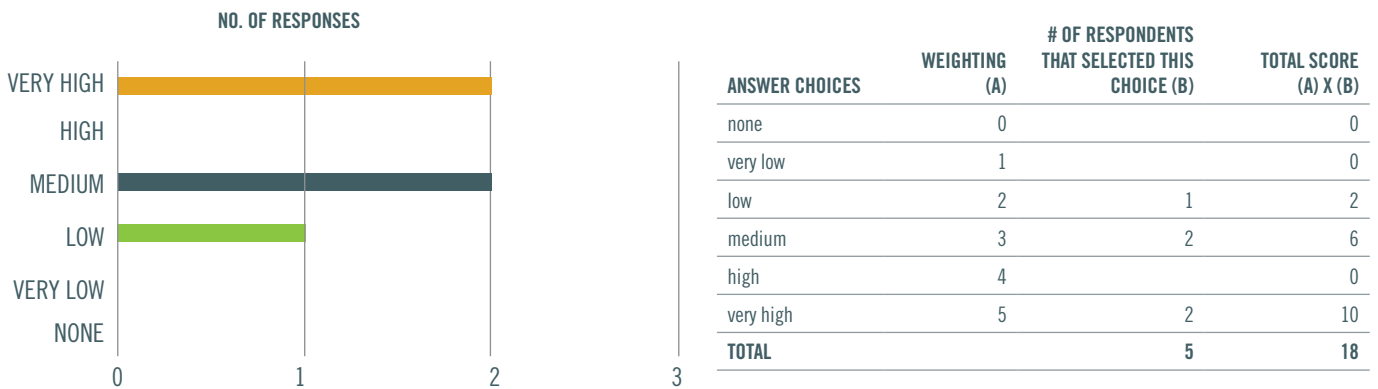 NO. OF RESPONSES
VERY HIGH
HIGH
MEDIUM
LOW
VERY LOW
NONE
0 1 2 3
# OF RESPONDENTS
WEIGHTING THAT SELECTED THIS TOTAL SCORE
ANSWER CHOICES (A) CHOICE (B) (A) X (B)
none 0 0
very low 1 0
low 2 1 2
medium 3 2 6
high 4 0
very high 5 2 10
TOTAL 5 18